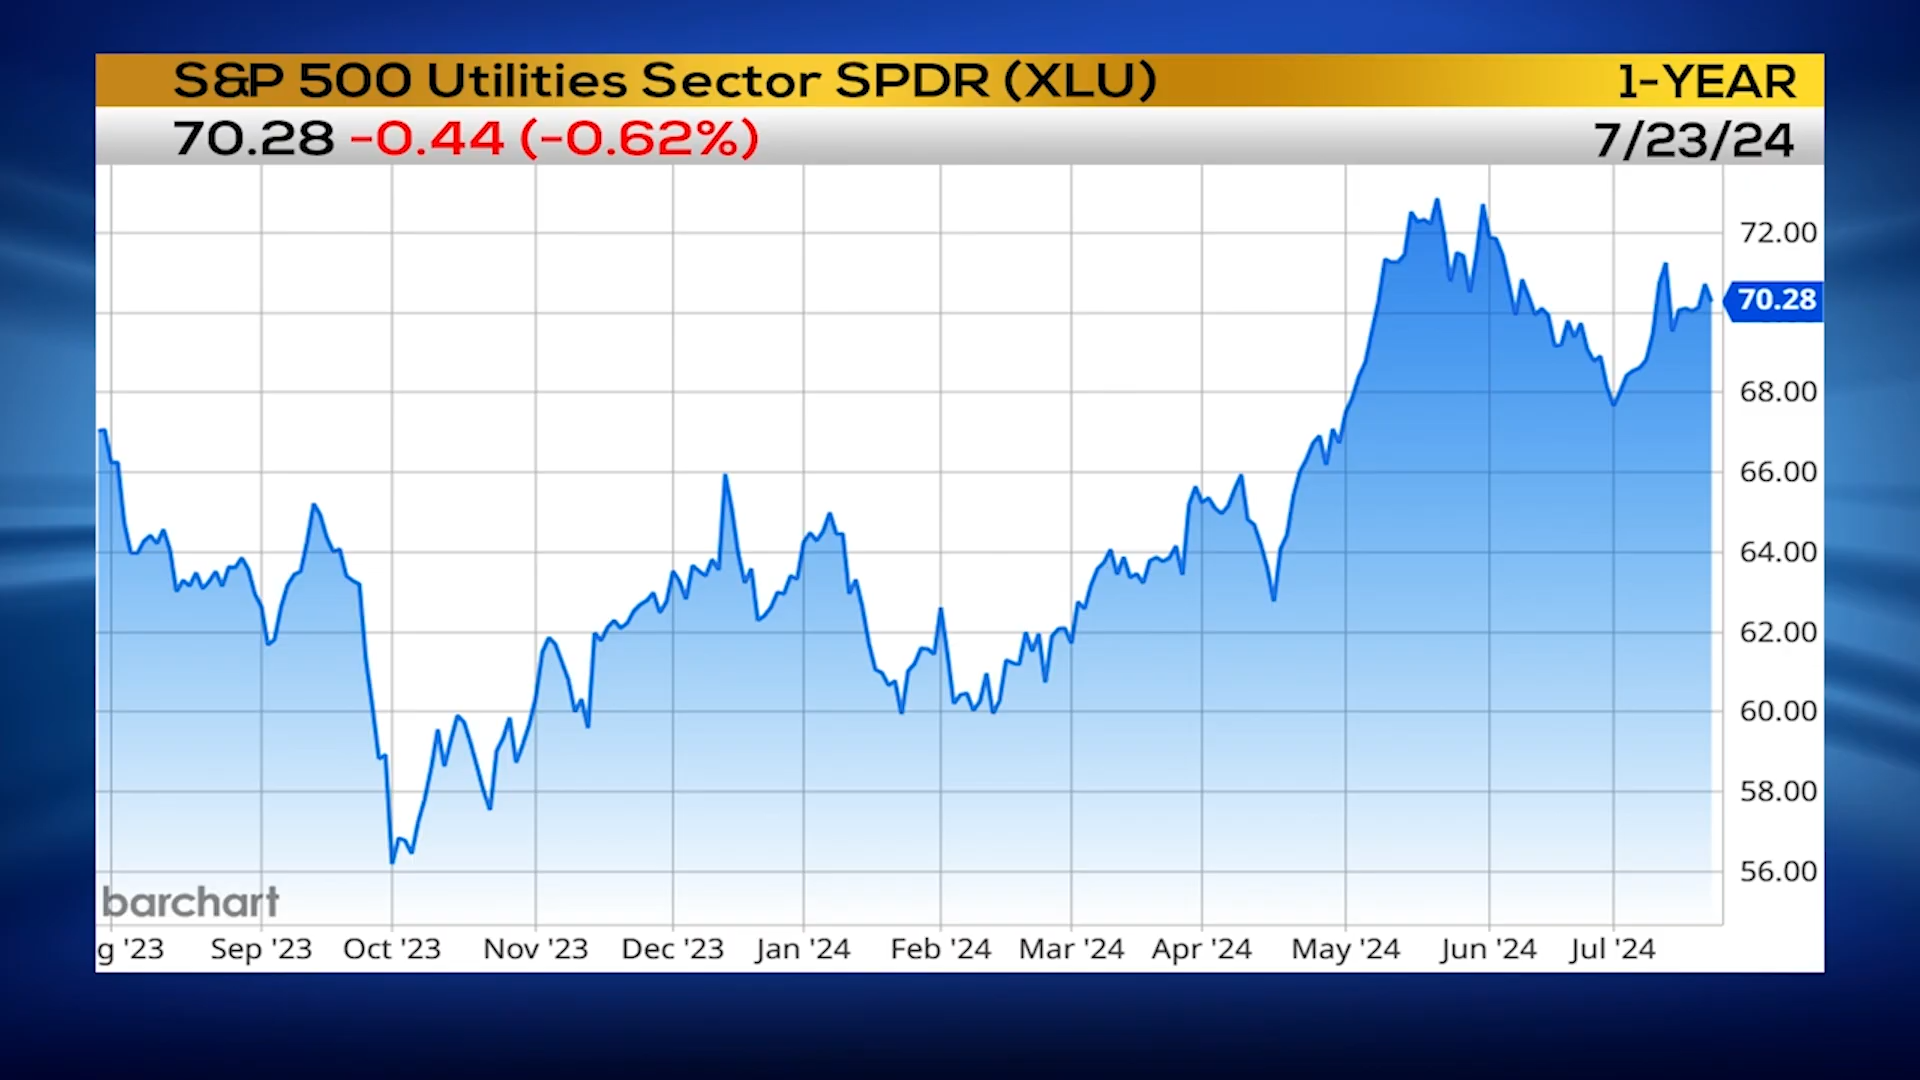 S&P 500 Utilities Sector SPDR (XLU) 1-YEAR
70.28 -0.44 (-0.62%) 7/23/24
72.00
70.28
68.00
66.00
64.00
62.00
60.00
58.00
56.00
barchart
g '23 Sep '23 Oct '23 Nov '23 Dec '23 Jan '24 Feb '24 Mar '24 Apr '24 May '24 Jun '24 Jul '24